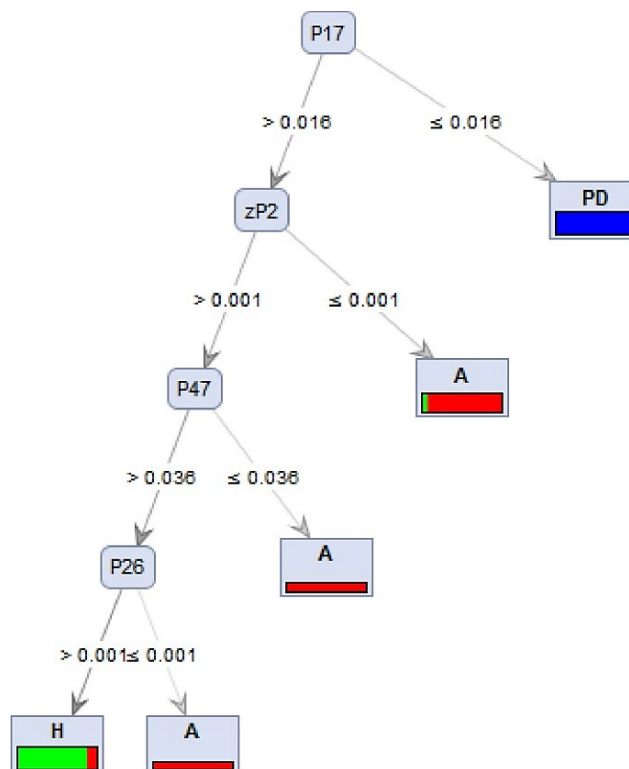 P17
> 0.016 ≤ 0.016
PD
zP2
> 0.001 ≤ 0.001
A
P47
> 0.036 ≤ 0.036
A
P26
> 0.001 ≤ 0.001
H A